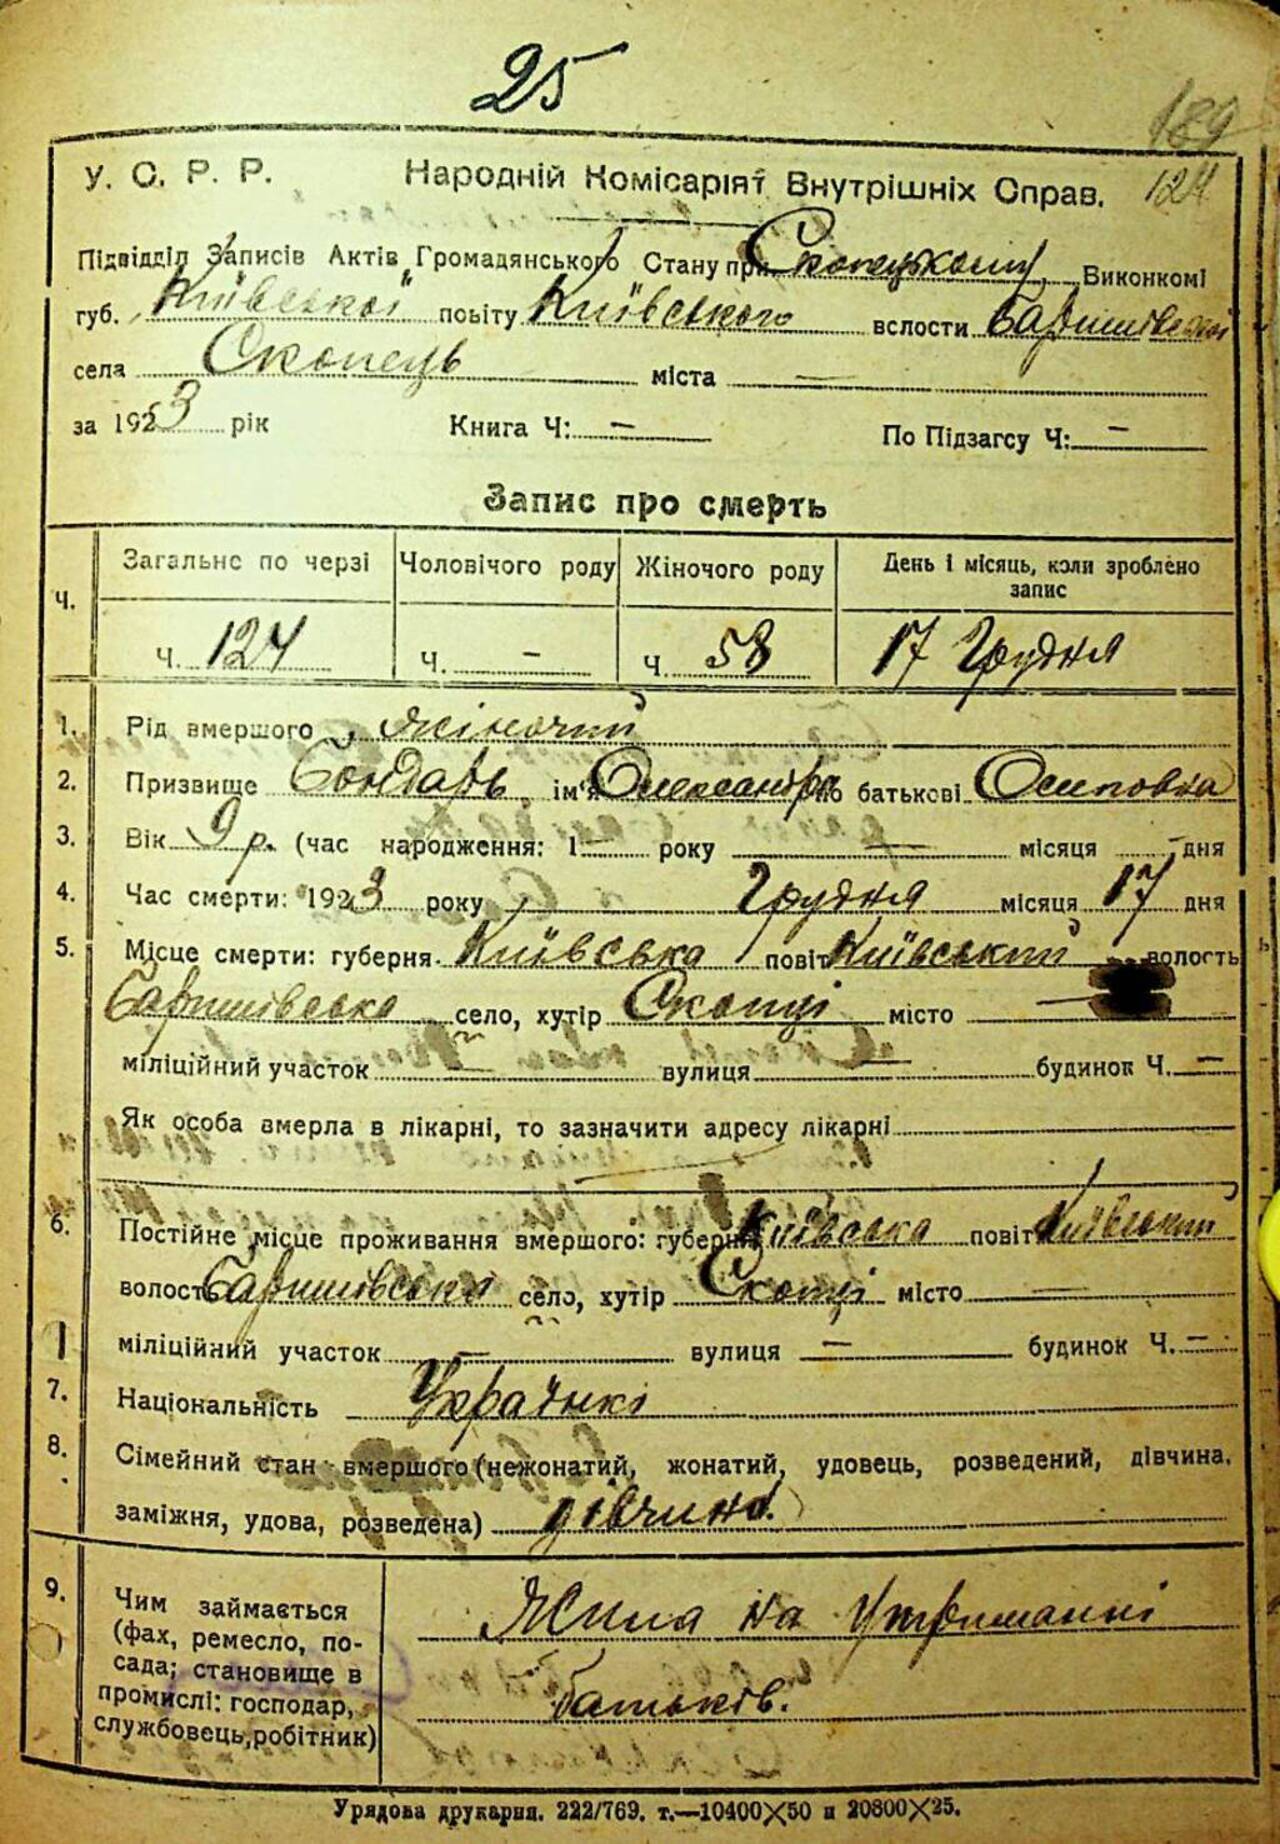 25
189
124
У. С. Р. Р. Народній Комісаріят Внутрішніх Справ.
Підвідділ Записів Актів Громадянського Стану при Скопецькому Виконкомі
губ. Київської повіту Київського вслости Баришівської
села Скопець міста —
за 1923 рік Книга Ч: — По Підзагсу Ч: —
Запис про смерть
Ч. Загальне по черзі Чоловічого роду Жіночого роду День і місяць, коли зроблено запис
Ч. 124 Ч. — Ч. 58 17 Грудня
1. Рід вмершого жіночий
2. Призвище Бондарь ім'я Олександра по батькові Осиповна
3. Вік 9 р. (час народження: 1— року — місяця — дня
4. Час смерти: 1923 року Грудня місяця 17 дня
5. Місце смерти: губерня Київська повіт Київський волость
Баришівська село, хутір Скопці місто —
міліційний участок — вулиця — будинок Ч. —
Як особа вмерла в лікарні, то зазначити адресу лікарні
6. Постійне місце проживання вмершого: губерня Київська повіт Київський
волость Баришівська село, хутір Скопці місто —
міліційний участок — вулиця — будинок Ч. —
7. Національність
8. Сімейний стан вмершого (нежонатий, жонатий, удовець, розведений, дівчина,
заміжня, удова, розведена) дівчина.
9. Чим займається
(фах, ремесло, по-
сада; становище в
промислі: господар,
службовець, робітник)
Жила на утриманні
батьків.
Урядова друкарня. 222/769. т.—10400X50 и 20800X25.